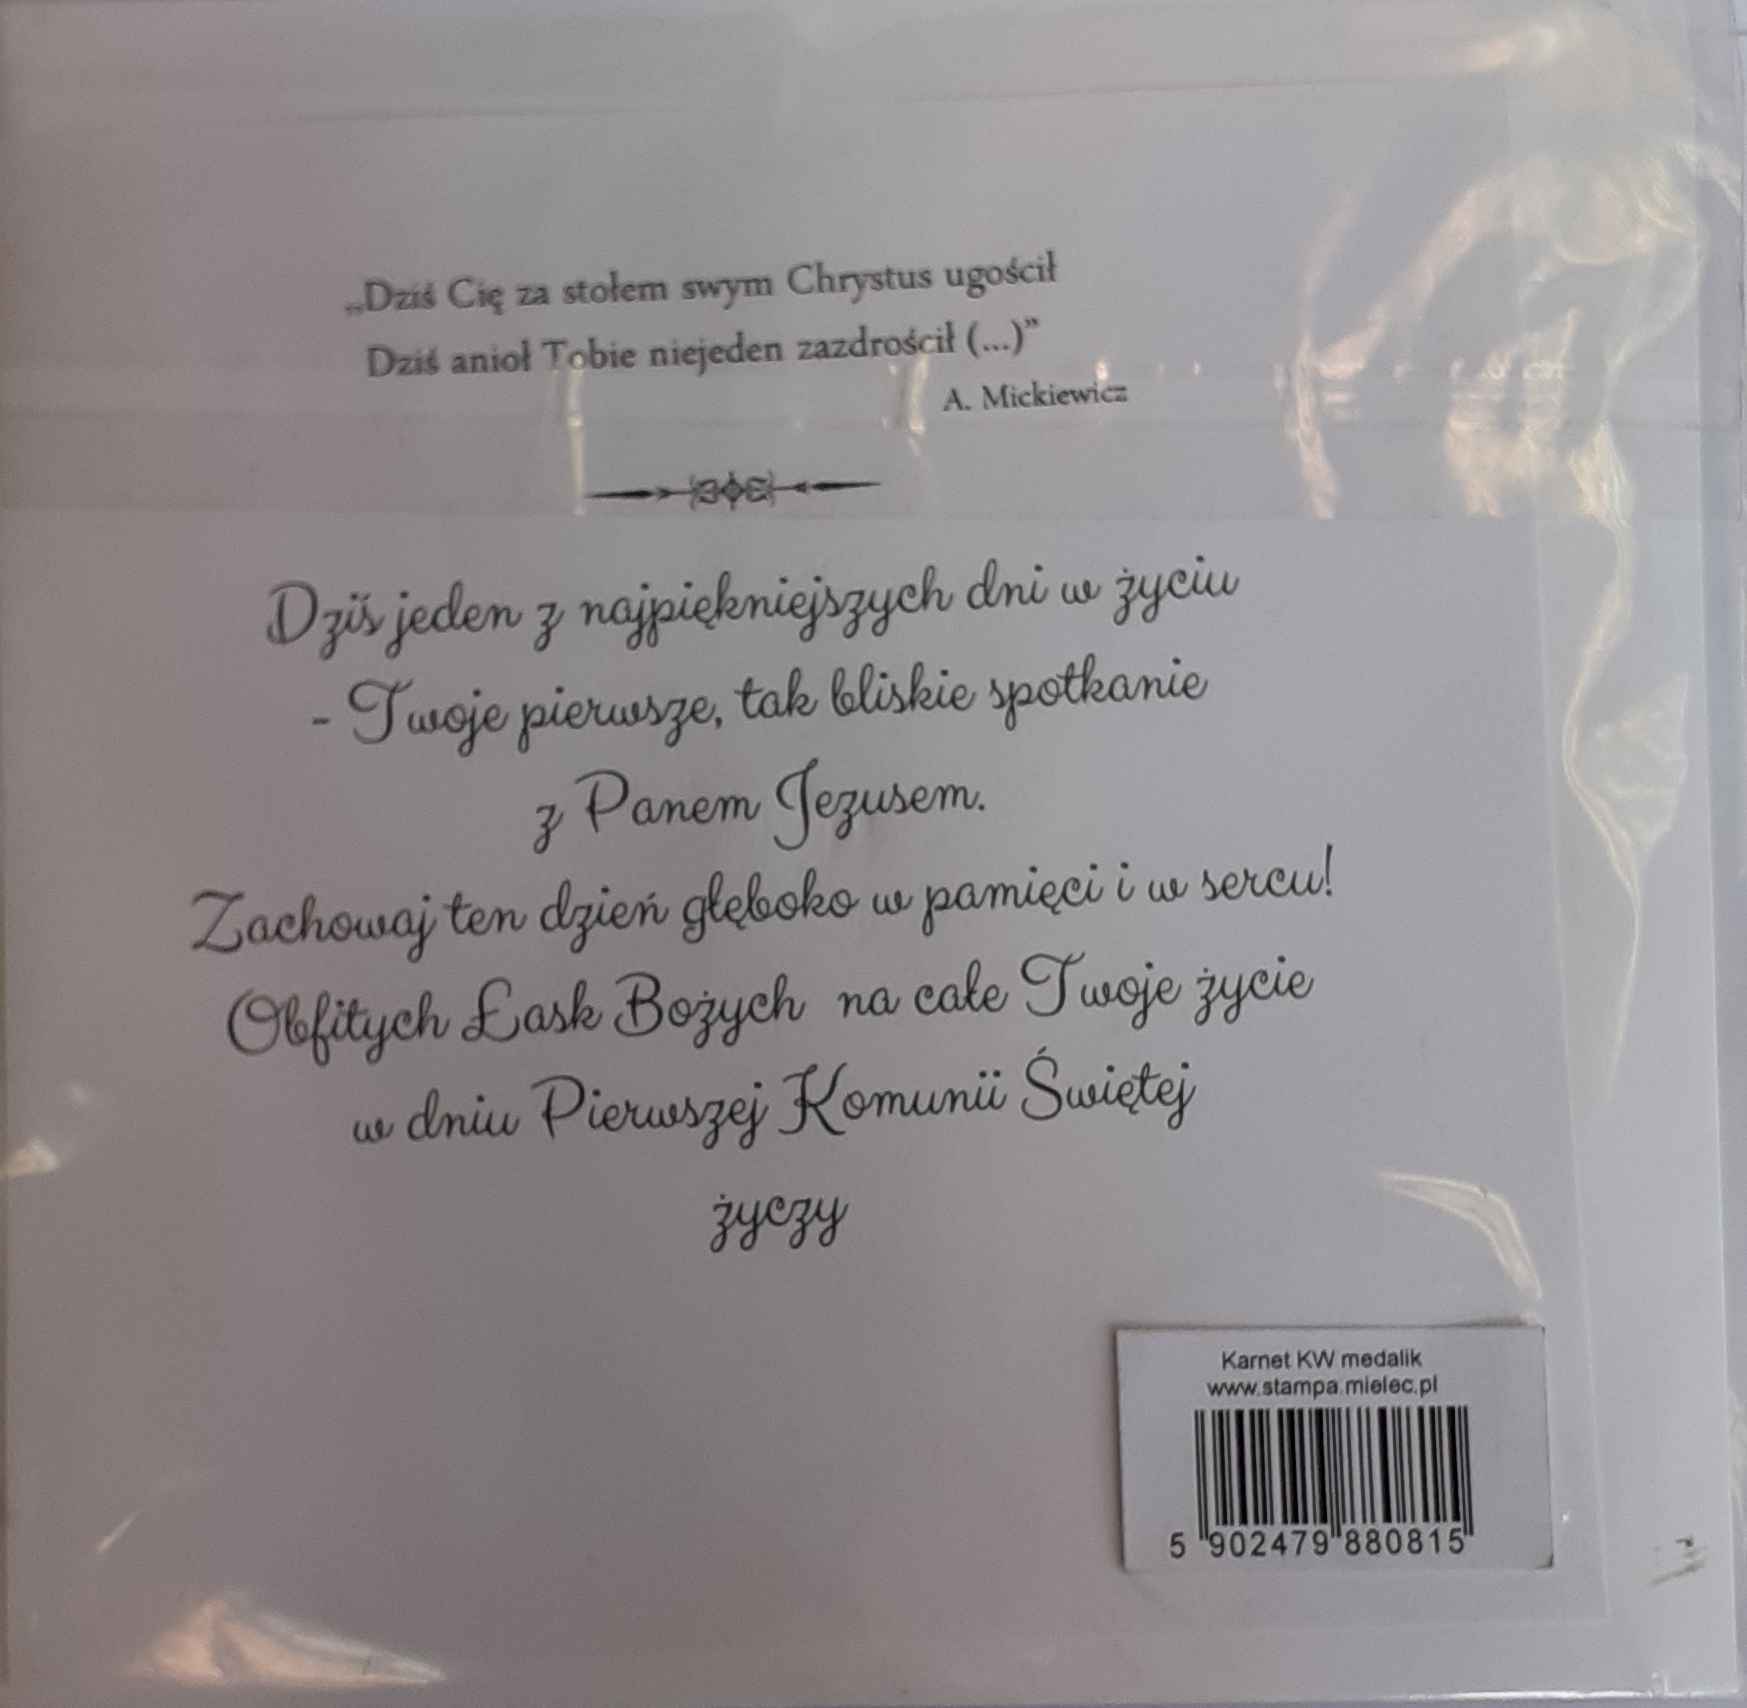 „Dziś Cię za stołem swym Chrystus ugościł
Dziś anioł Tobie niejeden zazdrościł (...)”
A. Mickiewicz
Dziś jeden z najpiękniejszych dni w życiu
- Twoje pierwsze, tak bliskie spotkanie
z Panem Jezusem.
Zachowaj ten dzień głęboko w pamięci i w sercu!
Obfitych Łask Bożych na całe Twoje życie
w dniu Pierwszej Komunii Świętej
życzy
Karnet KW medalik
www.stampa.mielec.pl
5 902479 880815